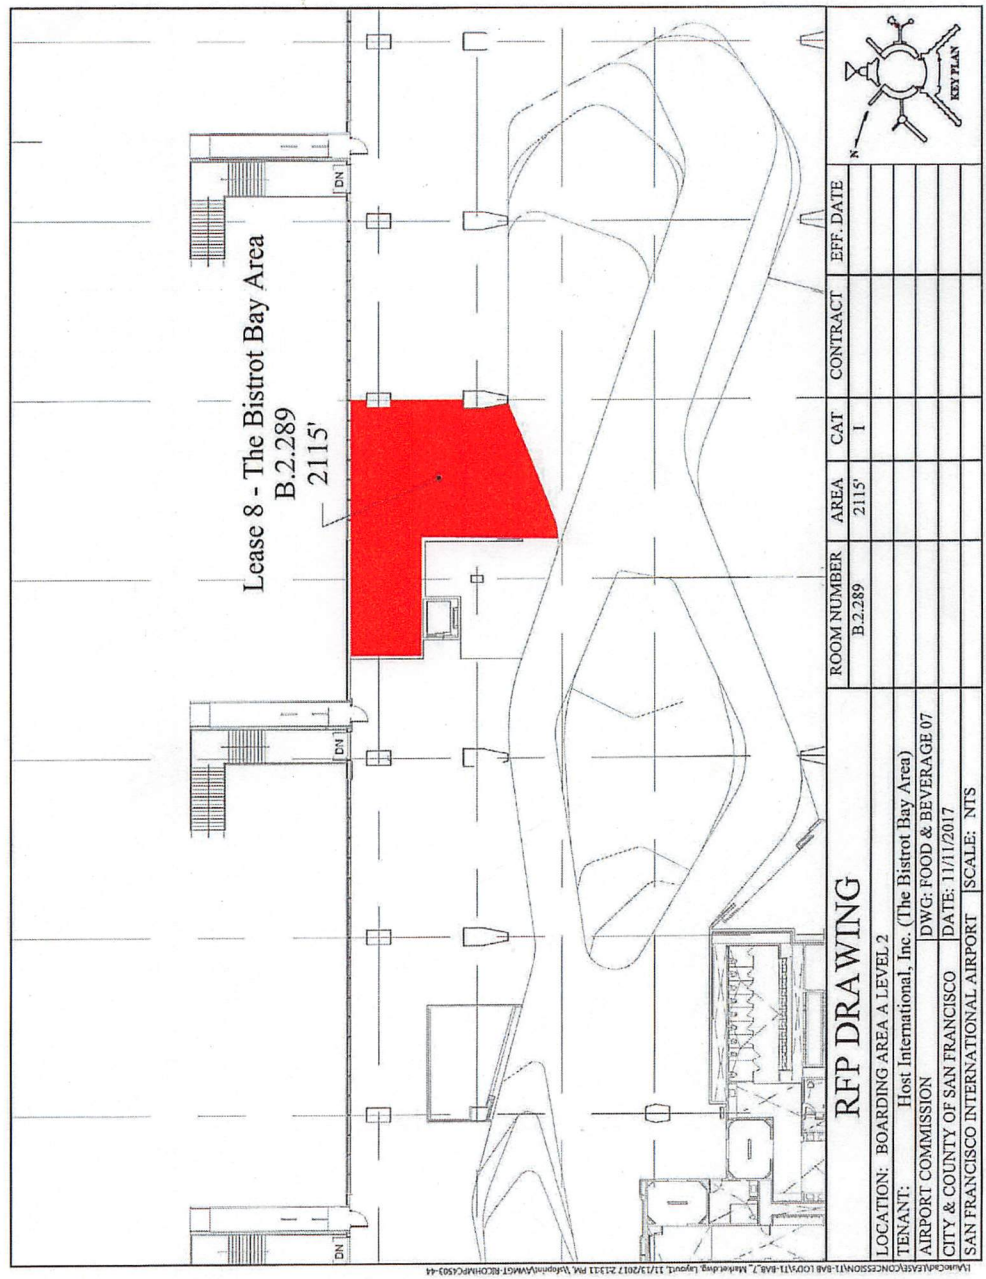 Lease 8 - The Bistrot Bay Area
B.2.289
2115'
DN
DN
DN
RFP DRAWING
LOCATION: BOARDING AREA A LEVEL 2
TENANT: Host International, Inc. (The Bistrot Bay Area)
AIRPORT COMMISSION DWG: FOOD & BEVERAGE 07
CITY & COUNTY OF SAN FRANCISCO DATE: 11/11/2017
SAN FRANCISCO INTERNATIONAL AIRPORT SCALE: NTS
ROOM NUMBER AREA CAT CONTRACT EFF. DATE
B.2.289 2115' I
N
KEY PLAN